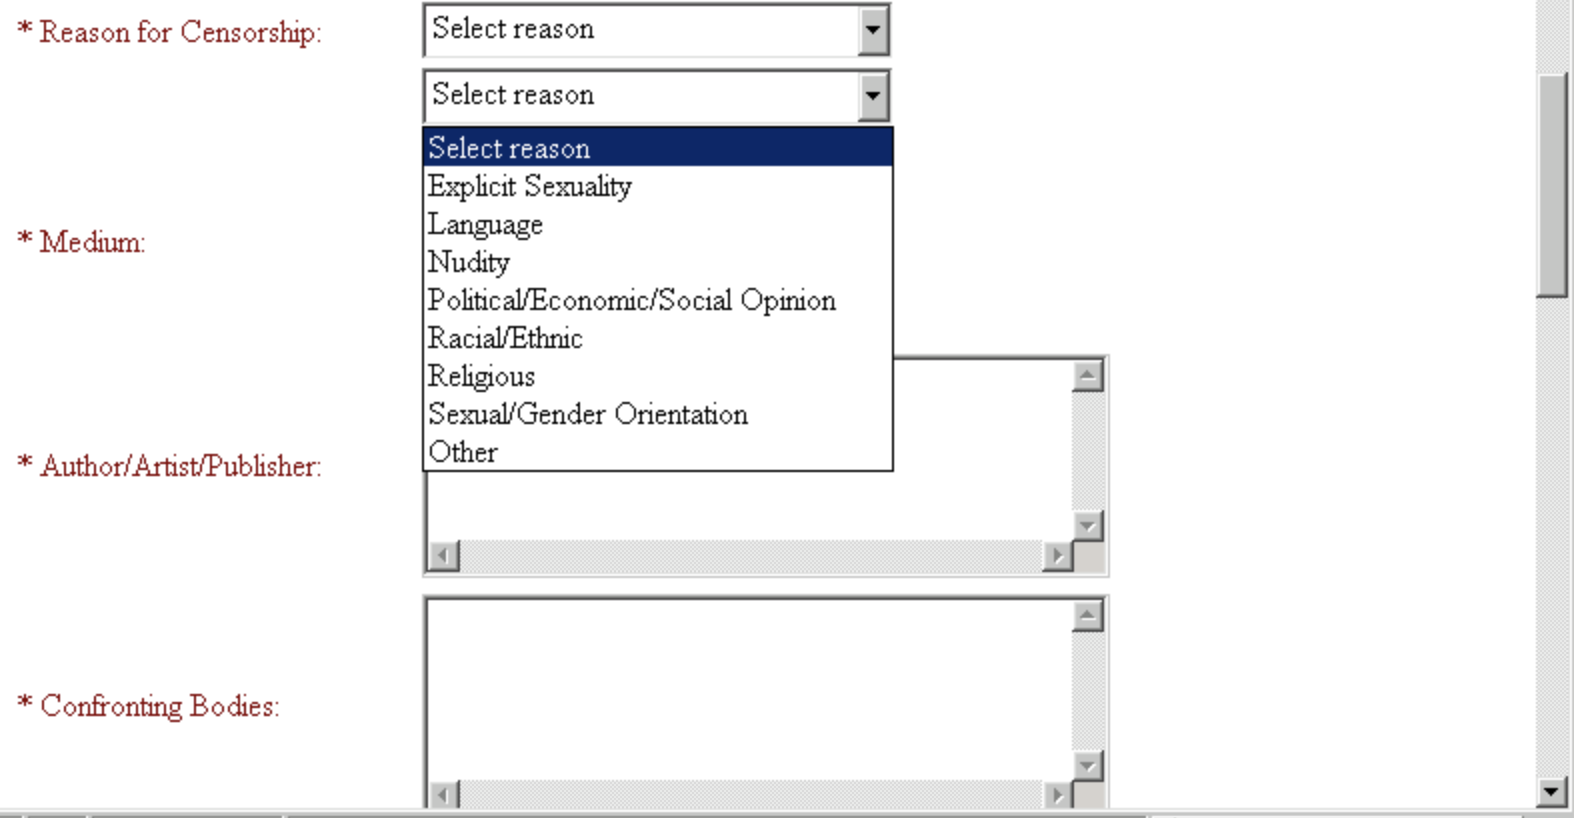 * Reason for Censorship:
Select reason
Select reason
Select reason
Explicit Sexuality
Language
Nudity
Political/Economic/Social Opinion
Racial/Ethnic
Religious
Sexual/Gender Orientation
Other
* Medium:
* Author/Artist/Publisher:
* Confronting Bodies: